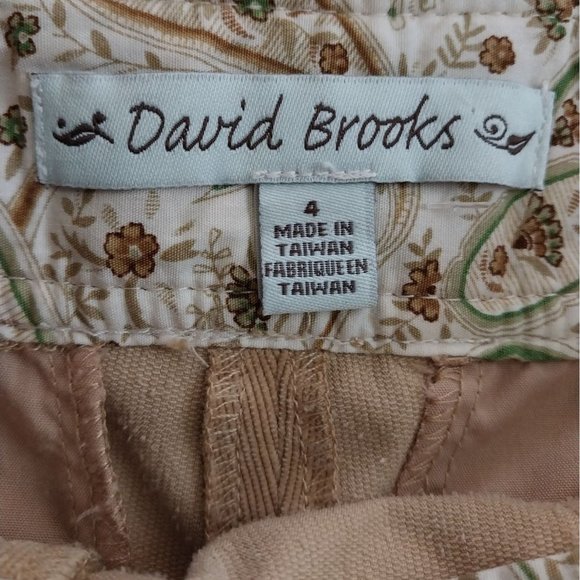 David Brooks
4
MADE IN
TAIWAN
FABRIQUE EN
TAIWAN